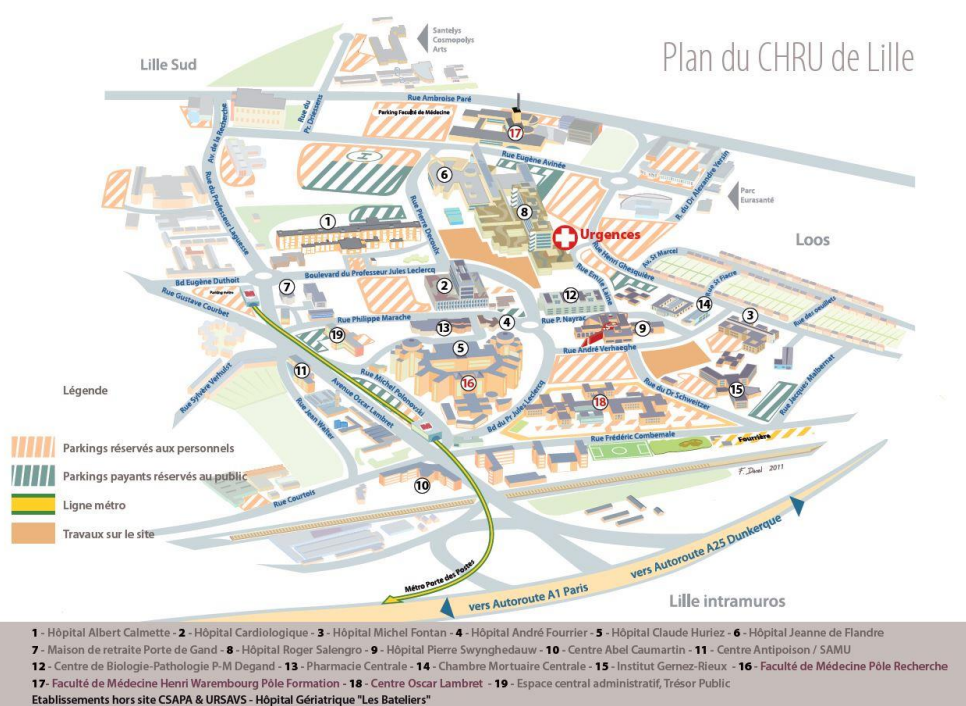 Plan du CHRU de Lille
Santelys
Cosmopolys
Arts
Lille Sud
Rue Ambroise Paré
Parking Faculté de Médecine
Rue du Pr. Driessens
Av. de la Recherche
17
Rue Eugène Avinée
R. du Dr Alexandre Yersin
Parc
Eurasanté
H
6
8
Rue du Professeur Laguesse
Rue Pierre Decoulx
1
Urgences
Loos
Av. St Marcel
Rue Henri Ghesquière
Rue Emile Laine
Rue St Fiacre
Rue des oeuillets
Boulevard du Professeur Jules Leclercq
Bd Eugène Duthoit
Rue Gustave Courbet
7
2
12
14
3
Rue Philippe Marache
13
4
Rue P. Nayrac
9
19
5
Rue André Verhaeghe
Rue Sylvère Verhulst
11
Rue Michel Polonovski
16
Rue du Dr Schweitzer
15
Rue Jacques Malbernat
Avenue Oscar Lambret
Rue Jean Walter
Bd du Pr Jules Leclercq
18
Rue Frédéric Combemale
Fourrière
F. Dewel 2011
10
Rue Courtois
Légende
Parkings réservés aux personnels
Parkings payants réservés au public
Ligne métro
Travaux sur le site
Métro Porte des Postes
vers Autoroute A1 Paris
vers Autoroute A25 Dunkerque
Lille intramuros
1 - Hôpital Albert Calmette - 2 - Hôpital Cardiologique - 3 - Hôpital Michel Fontan - 4 - Hôpital André Fourrier - 5 - Hôpital Claude Huriez - 6 - Hôpital Jeanne de Flandre
7 - Maison de retraite Porte de Gand - 8 - Hôpital Roger Salengro - 9 - Hôpital Pierre Swynghedauw - 10 - Centre Abel Caumartin - 11 - Centre Antipoison / SAMU
12 - Centre de Biologie-Pathologie P-M Degand - 13 - Pharmacie Centrale - 14 - Chambre Mortuaire Centrale - 15 - Institut Gernez-Rieux - 16 - Faculté de Médecine Pôle Recherche
17- Faculté de Médecine Henri Warembourg Pôle Formation - 18 - Centre Oscar Lambret - 19 - Espace central administratif, Trésor Public
Etablissements hors site CSAPA & URSAVS - Hôpital Gériatrique "Les Bateliers"